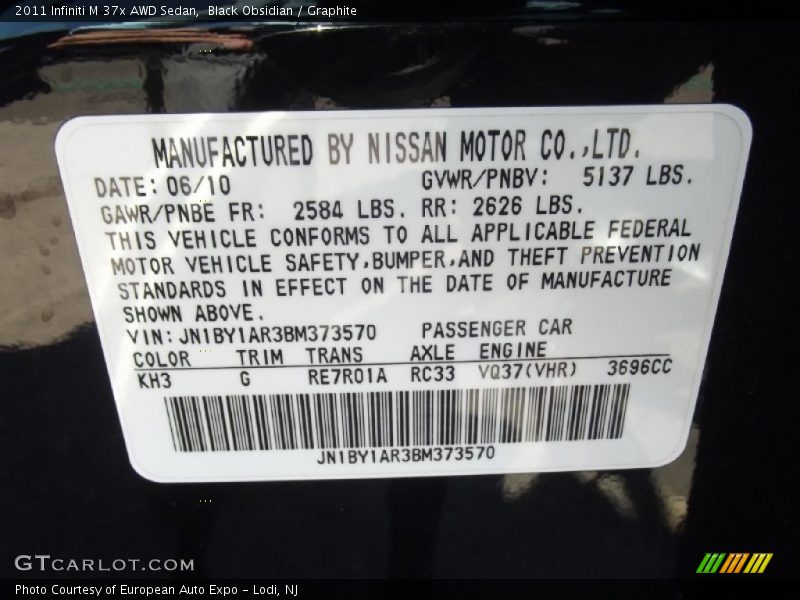 2011 Infiniti M 37x AWD Sedan,  Black Obsidian / Graphite
MANUFACTURED BY NISSAN MOTOR CO.,LTD.
DATE: 06/10 GVWR/PNBV: 5137 LBS.
GAWR/PNBE FR: 2584 LBS. RR: 2626 LBS.
THIS VEHICLE CONFORMS TO ALL APPLICABLE FEDERAL
MOTOR VEHICLE SAFETY,BUMPER,AND THEFT PREVENTION
STANDARDS IN EFFECT ON THE DATE OF MANUFACTURE
SHOWN ABOVE.
VIN: JN1BY1AR3BM373570 PASSENGER CAR
COLOR TRIM TRANS AXLE ENGINE
KH3 G RE7R01A RC33 VQ37(VHR) 3696CC
JN1BY1AR3BM373570
GTCARLOT.COM
Photo Courtesy of European Auto Expo - Lodi, NJ